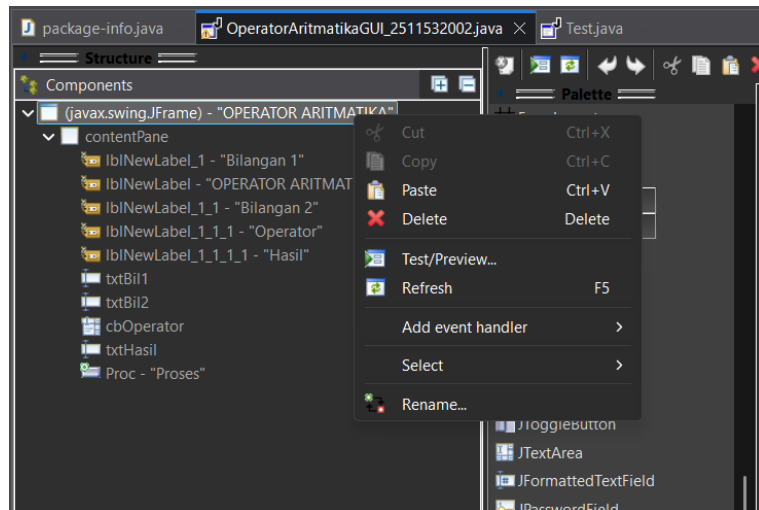 package-info.java
OperatorAritmatikaGUI_2511532002.java
Test.java
Structure
Components
Palette
(javax.swing.JFrame) - "OPERATOR ARITMATIKA"
contentPane
lblNewLabel_1 - "Bilangan 1"
lblNewLabel - "OPERATOR ARITMAT
lblNewLabel_1_1 - "Bilangan 2"
lblNewLabel_1_1_1 - "Operator"
lblNewLabel_1_1_1_1 - "Hasil"
txtBil1
txtBil2
cbOperator
txtHasil
Proc - "Proses"
Cut Ctrl+X
Copy Ctrl+C
Paste Ctrl+V
Delete Delete
Test/Preview...
Refresh F5
Add event handler
Select
Rename...
JToggleButton
JTextArea
JFormattedTextField
JPasswordField